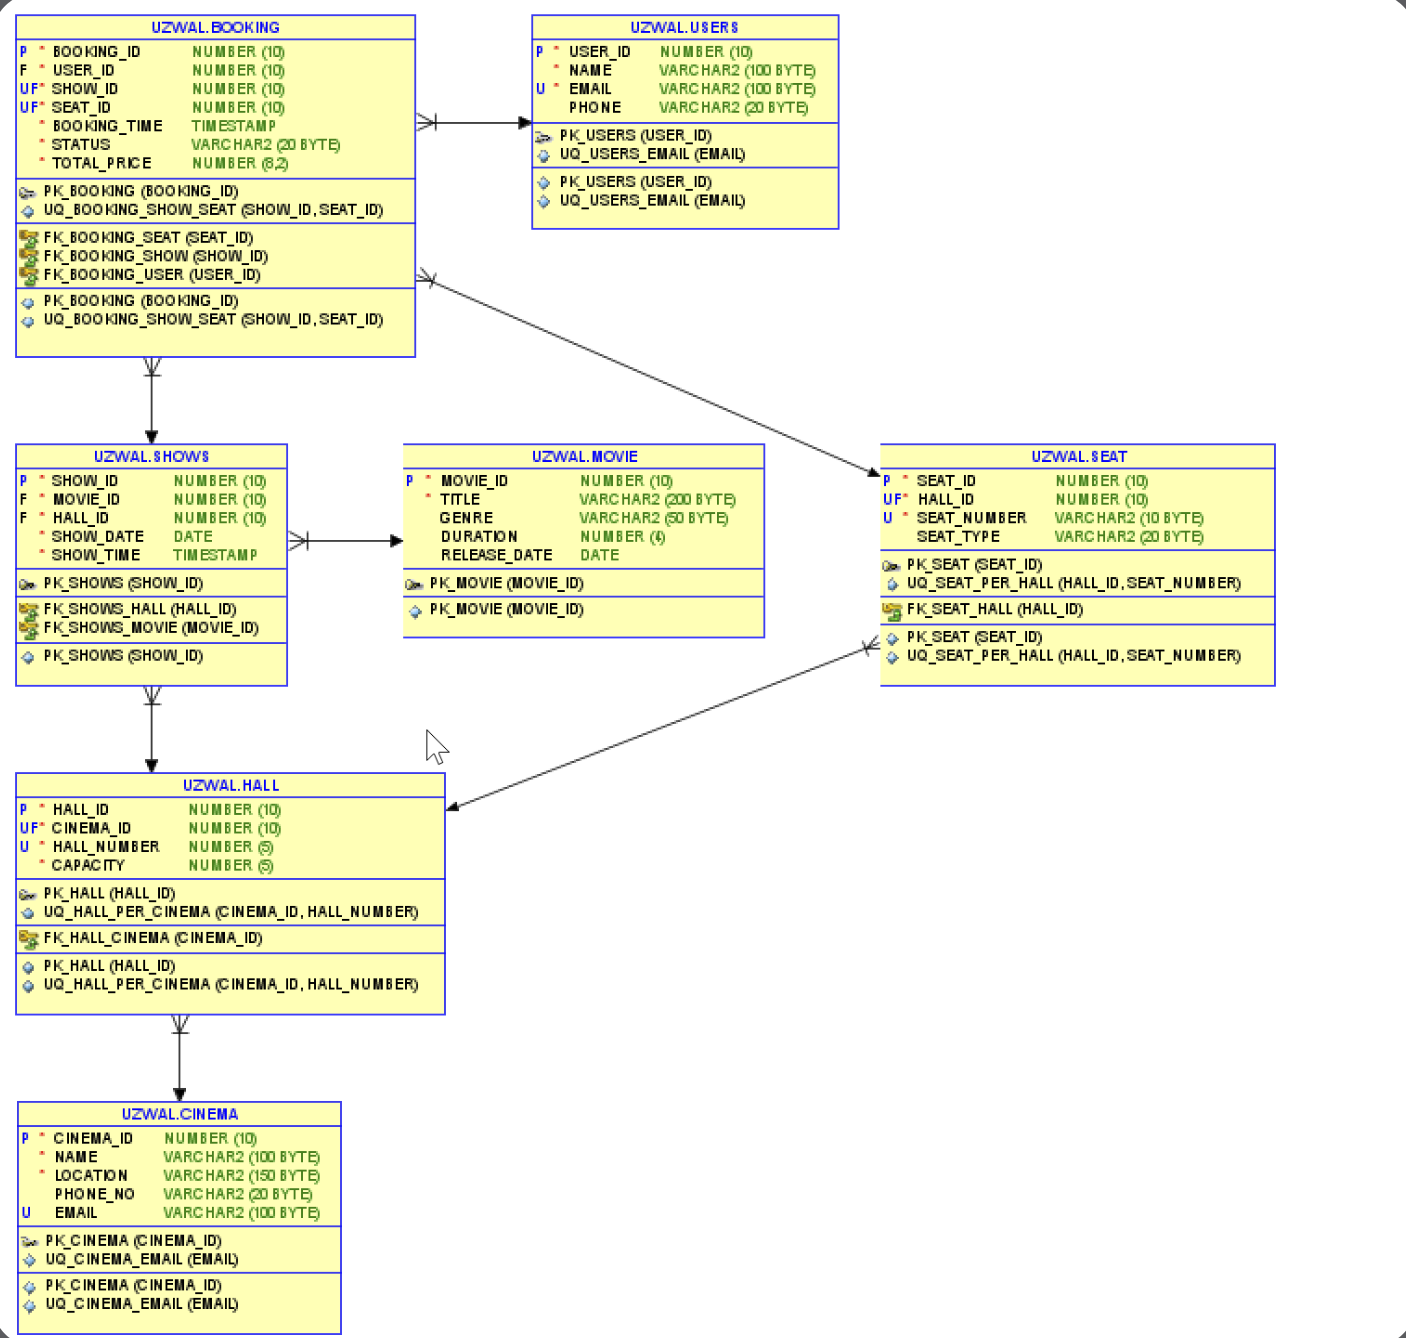 UZWAL.BOOKING
P * BOOKING_ID NUMBER (10)
F * USER_ID NUMBER (10)
UF* SHOW_ID NUMBER (10)
UF* SEAT_ID NUMBER (10)
* BOOKING_TIME TIMESTAMP
* STATUS VARCHAR2 (20 BYTE)
* TOTAL_PRICE NUMBER (8,2)
PK_BOOKING (BOOKING_ID)
UQ_BOOKING_SHOW_SEAT (SHOW_ID, SEAT_ID)
FK_BOOKING_SEAT (SEAT_ID)
FK_BOOKING_SHOW (SHOW_ID)
FK_BOOKING_USER (USER_ID)
PK_BOOKING (BOOKING_ID)
UQ_BOOKING_SHOW_SEAT (SHOW_ID, SEAT_ID)
UZWAL.USERS
P * USER_ID NUMBER (10)
* NAME VARCHAR2 (100 BYTE)
U * EMAIL VARCHAR2 (100 BYTE)
PHONE VARCHAR2 (20 BYTE)
PK_USERS (USER_ID)
UQ_USERS_EMAIL (EMAIL)
PK_USERS (USER_ID)
UQ_USERS_EMAIL (EMAIL)
UZWAL.SHOWS
P * SHOW_ID NUMBER (10)
F * MOVIE_ID NUMBER (10)
F * HALL_ID NUMBER (10)
* SHOW_DATE DATE
* SHOW_TIME TIMESTAMP
PK_SHOWS (SHOW_ID)
FK_SHOWS_HALL (HALL_ID)
FK_SHOWS_MOVIE (MOVIE_ID)
PK_SHOWS (SHOW_ID)
UZWAL.MOVIE
P * MOVIE_ID NUMBER (10)
* TITLE VARCHAR2 (200 BYTE)
GENRE VARCHAR2 (50 BYTE)
DURATION NUMBER (4)
RELEASE_DATE DATE
PK_MOVIE (MOVIE_ID)
PK_MOVIE (MOVIE_ID)
UZWAL.SEAT
P * SEAT_ID NUMBER (10)
UF* HALL_ID NUMBER (10)
U * SEAT_NUMBER VARCHAR2 (10 BYTE)
SEAT_TYPE VARCHAR2 (20 BYTE)
PK_SEAT (SEAT_ID)
UQ_SEAT_PER_HALL (HALL_ID, SEAT_NUMBER)
FK_SEAT_HALL (HALL_ID)
PK_SEAT (SEAT_ID)
UQ_SEAT_PER_HALL (HALL_ID, SEAT_NUMBER)
UZWAL.HALL
P * HALL_ID NUMBER (10)
UF* CINEMA_ID NUMBER (10)
U * HALL_NUMBER NUMBER (5)
* CAPACITY NUMBER (5)
PK_HALL (HALL_ID)
UQ_HALL_PER_CINEMA (CINEMA_ID, HALL_NUMBER)
FK_HALL_CINEMA (CINEMA_ID)
PK_HALL (HALL_ID)
UQ_HALL_PER_CINEMA (CINEMA_ID, HALL_NUMBER)
UZWAL.CINEMA
P * CINEMA_ID NUMBER (10)
* NAME VARCHAR2 (100 BYTE)
* LOCATION VARCHAR2 (150 BYTE)
PHONE_NO VARCHAR2 (20 BYTE)
U EMAIL VARCHAR2 (100 BYTE)
PK_CINEMA (CINEMA_ID)
UQ_CINEMA_EMAIL (EMAIL)
PK_CINEMA (CINEMA_ID)
UQ_CINEMA_EMAIL (EMAIL)